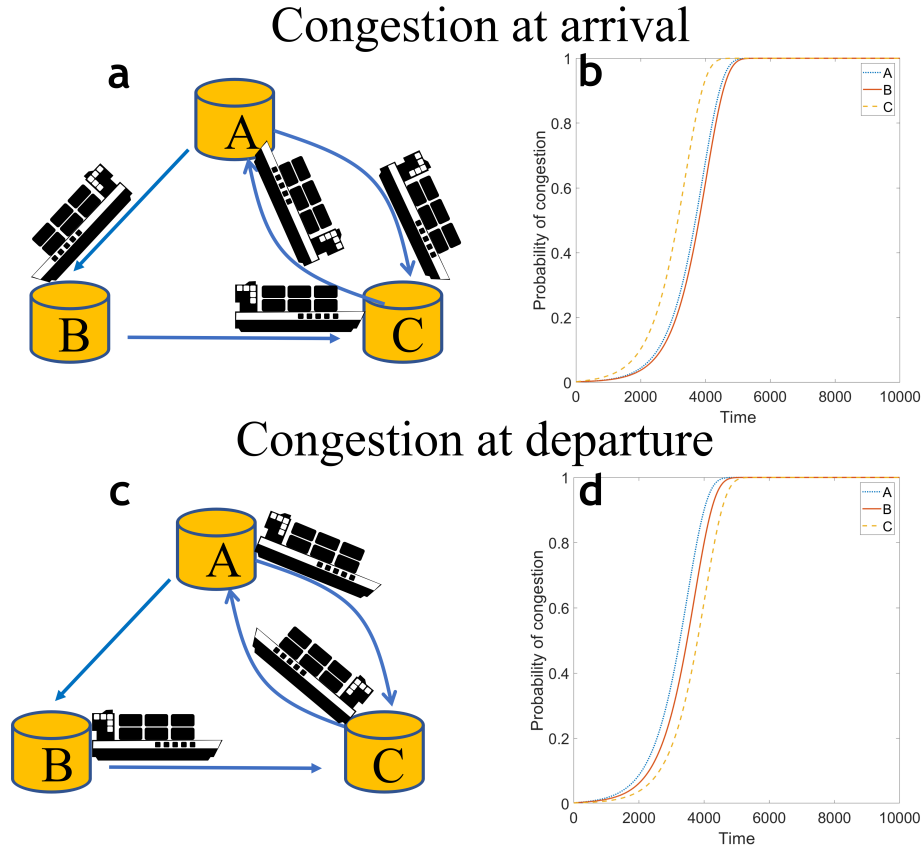 Congestion at arrival
a
A
B
C
b
Probability of congestion
1
0.8
0.6
0.4
0.2
0
0
2000
4000
6000
8000
10000
Time
A
B
C
Congestion at departure
c
A
B
C
d
Probability of congestion
1
0.8
0.6
0.4
0.2
0
0
2000
4000
6000
8000
10000
Time
A
B
C